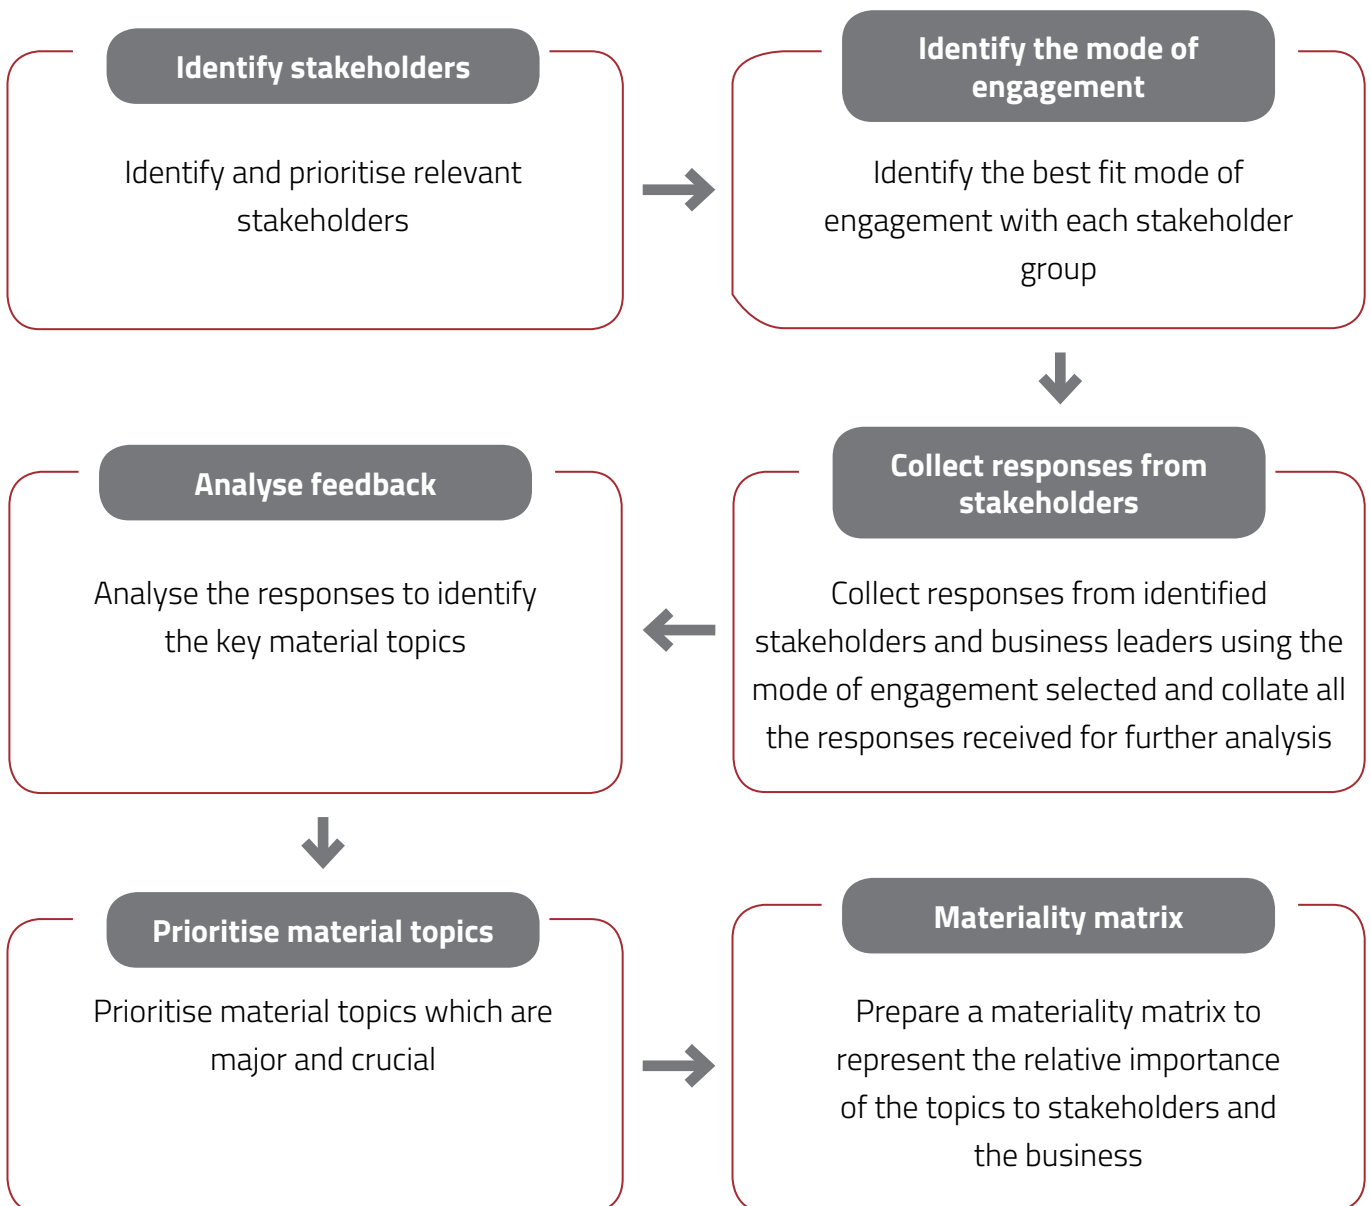 Identify stakeholders
Identify and prioritise relevant
stakeholders
Identify the mode of
engagement
Identify the best fit mode of
engagement with each stakeholder
group
Collect responses from
stakeholders
Collect responses from identified
stakeholders and business leaders using the
mode of engagement selected and collate all
the responses received for further analysis
Analyse feedback
Analyse the responses to identify
the key material topics
Prioritise material topics
Prioritise material topics which are
major and crucial
Materiality matrix
Prepare a materiality matrix to
represent the relative importance
of the topics to stakeholders and
the business